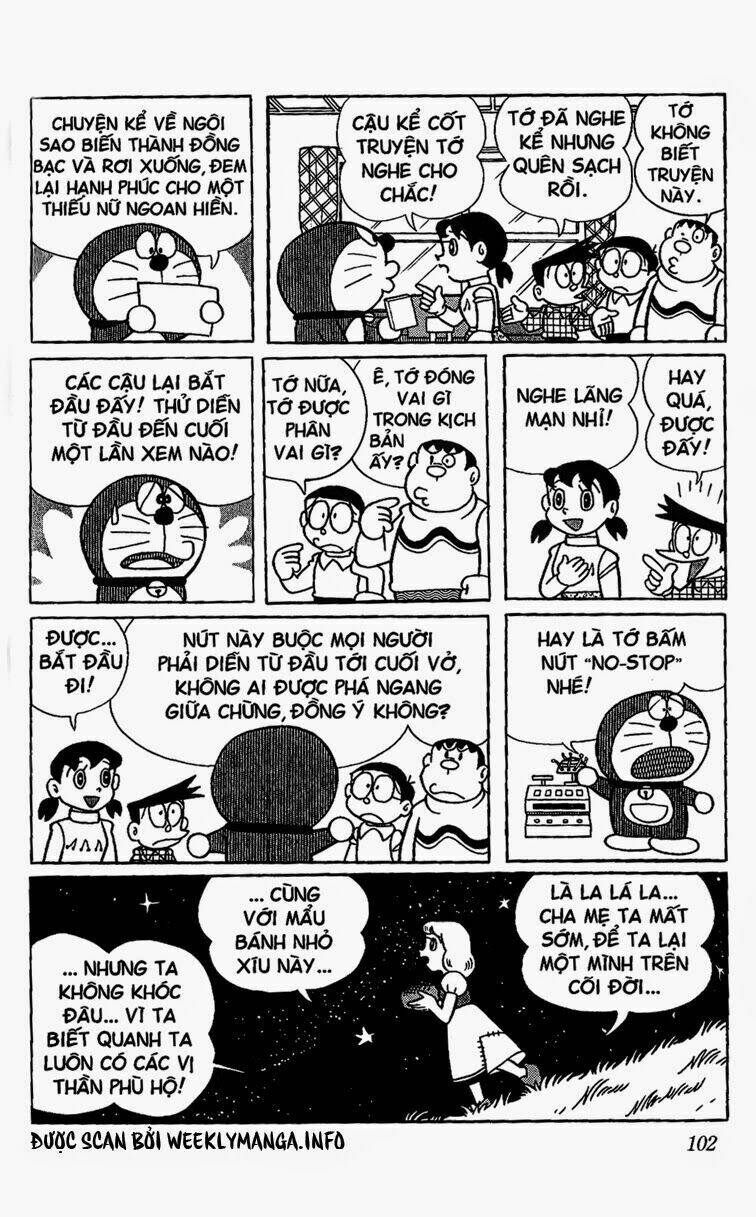 TỚ
KHÔNG
BIẾT
TRUYỆN
NÀY.
TỚ ĐÃ NGHE
KỂ NHƯNG
QUÊN SẠCH
RỒI.
CẬU KỂ CỐT
TRUYỆN TỚ
NGHE CHO
CHẮC!
CHUYỆN KỂ VỀ NGÔI
SAO BIẾN THÀNH ĐỒNG
BẠC VÀ RƠI XUỐNG, ĐEM
LẠI HẠNH PHÚC CHO MỘT
THIẾU NỮ NGOAN HIỀN.
HAY
QUÁ,
ĐƯỢC
ĐẤY!
NGHE LÃNG
MẠN NHỈ!
Ê, TỚ ĐÓNG
VAI GÌ
TRONG KỊCH
BẢN
ẤY?
TỚ NỮA,
TỚ ĐƯỢC
PHÂN
VAI GÌ?
CÁC CẬU LẠI BẮT
ĐẦU ĐẤY! THỬ DIỄN
TỪ ĐẦU ĐẾN CUỐI
MỘT LẦN XEM NÀO!
HAY LÀ TỚ BẤM
NÚT "NO-STOP"
NHÉ!
NÚT NÀY BUỘC MỌI NGƯỜI
PHẢI DIỄN TỪ ĐẦU TỚI CUỐI VỞ,
KHÔNG AI ĐƯỢC PHÁ NGANG
GIỮA CHỪNG, ĐỒNG Ý KHÔNG?
ĐƯỢC...
BẮT ĐẦU
ĐI!
LÀ LA LÁ LA...
CHA MẸ TA MẤT
SỚM, ĐỂ TA LẠI
MỘT MÌNH TRÊN
CÕI ĐỜI...
... CÙNG
VỚI MẨU
BÁNH NHỎ
XÍU NÀY...
... NHƯNG TA
KHÔNG KHÓC
ĐÂU... VÌ TA
BIẾT QUANH TA
LUÔN CÓ CÁC VỊ
THẦN PHÙ HỘ!
ĐƯỢC SCAN BỞI WEEKLYMANGA.INFO
102